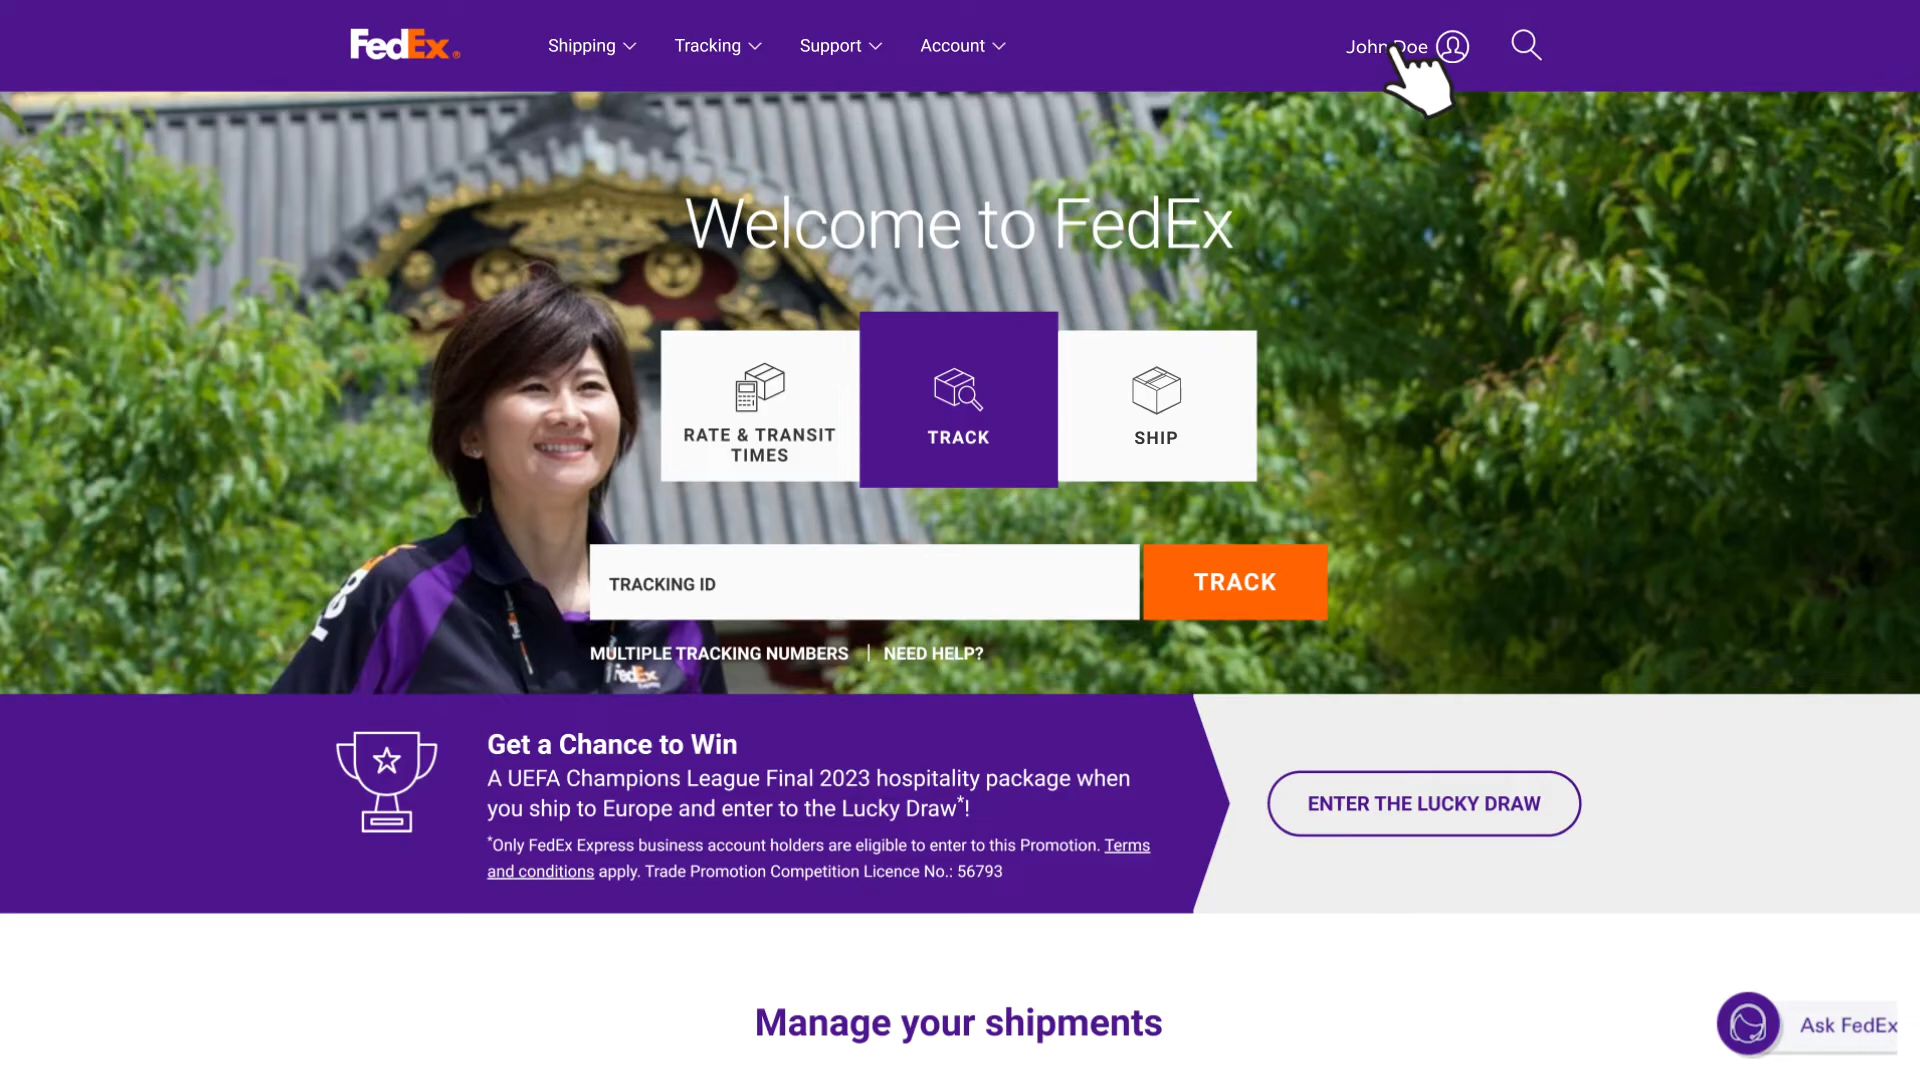 FedEx®
Shipping
Tracking
Support
Account
John Doe
Welcome to FedEx
RATE & TRANSIT
TIMES
TRACK
SHIP
TRACKING ID
TRACK
MULTIPLE TRACKING NUMBERS | NEED HELP?
FedEx
Get a Chance to Win
A UEFA Champions League Final 2023 hospitality package when
you ship to Europe and enter to the Lucky Draw*!
*Only FedEx Express business account holders are eligible to enter to this Promotion. Terms
and conditions apply. Trade Promotion Competition Licence No.: 56793
ENTER THE LUCKY DRAW
Manage your shipments
Ask FedEx